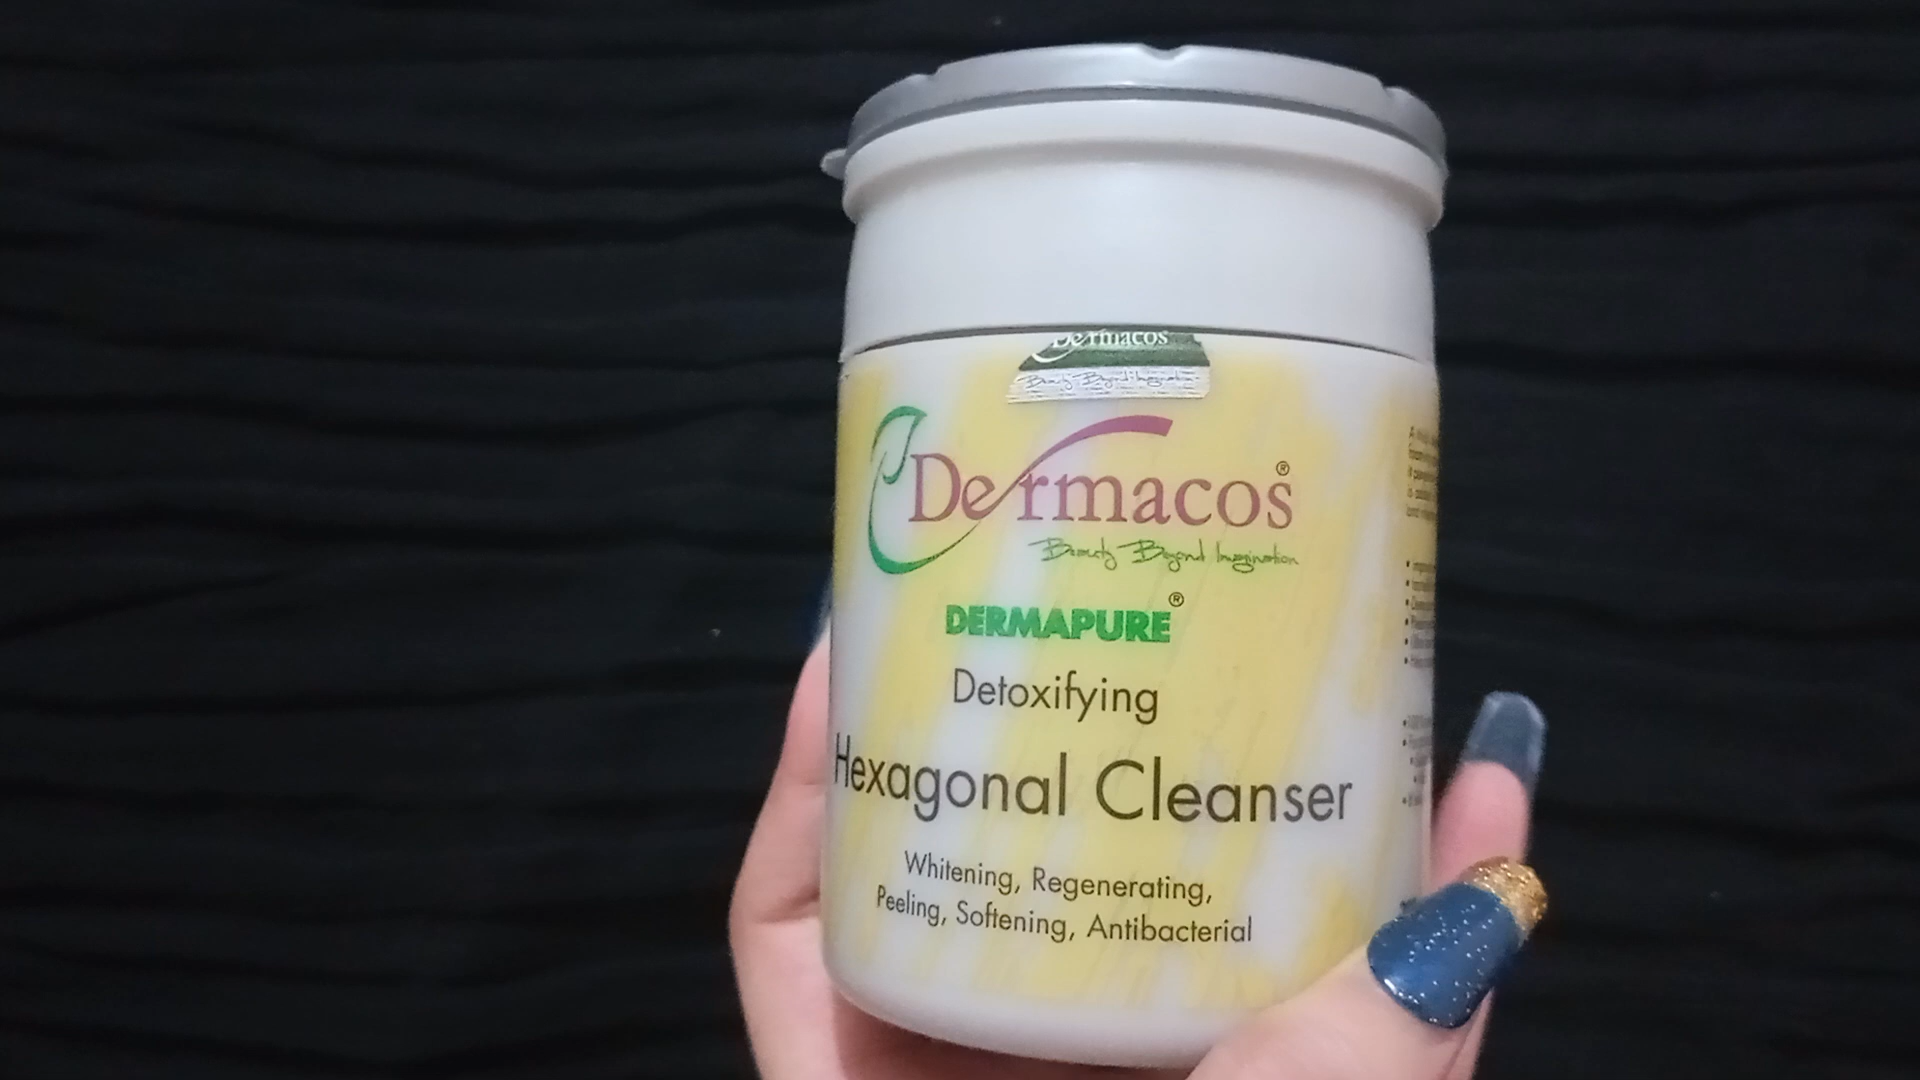 Dermacos
Beauty Beyond Imagination
Dermacos®
Beauty Beyond Imagination
DERMAPURE®
Detoxifying
Hexagonal Cleanser
Whitening, Regenerating,
Peeling, Softening, Antibacterial